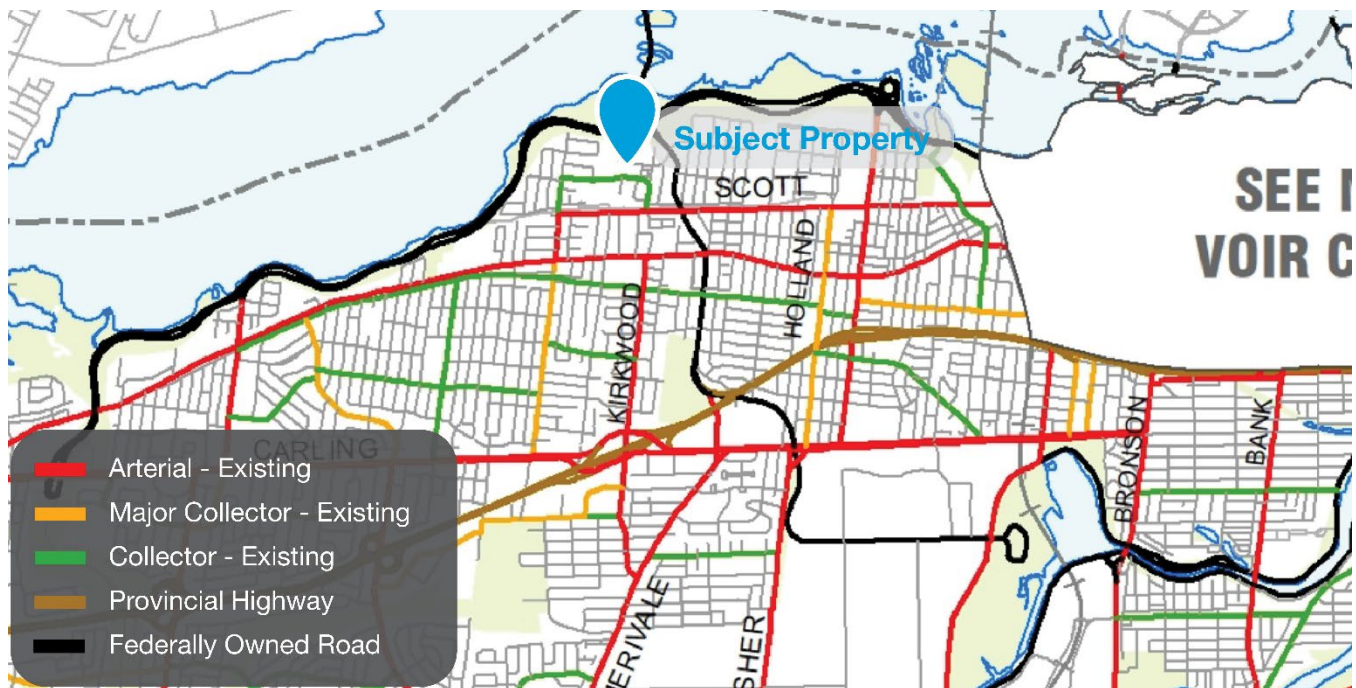 Subject Property
SCOTT
SEE
VOIR C
HOLLAND
KIRKWOOD
CARLING
BRONSON
BANK
Arterial - Existing
Major Collector - Existing
Collector - Existing
Provincial Highway
Federally Owned Road
ERIVALE
SHER